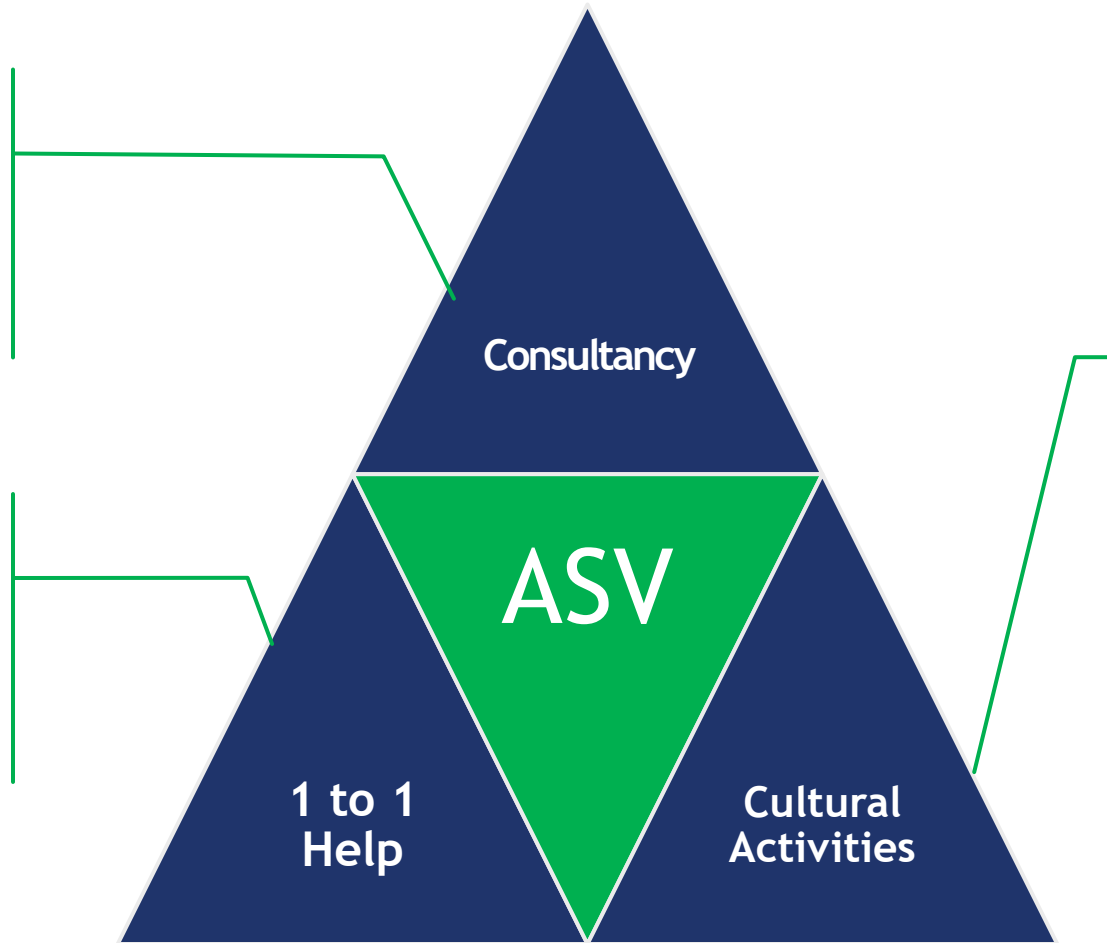 Consultancy
ASV
1 to 1
Help
Cultural
Activities